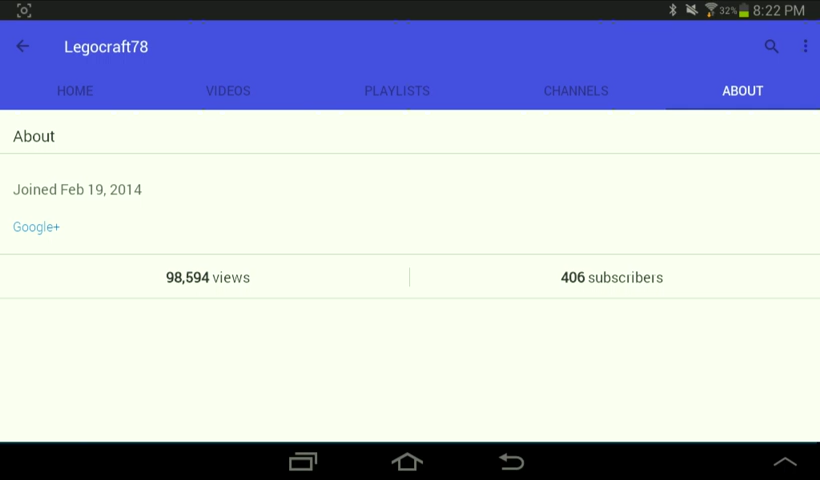 32% 8:22 PM
Legocraft78
HOME VIDEOS PLAYLISTS CHANNELS ABOUT
About
Joined Feb 19, 2014
Google+
98,594 views 406 subscribers